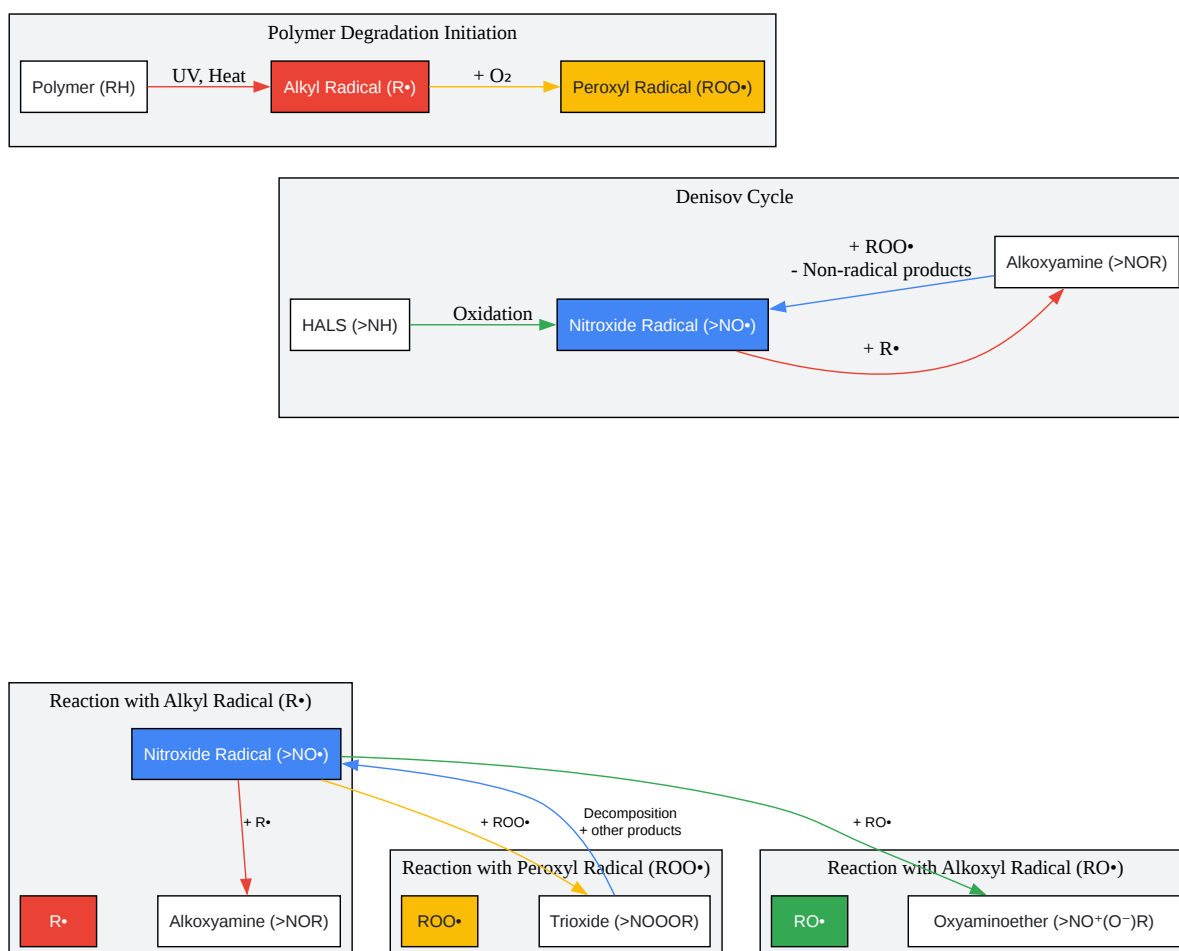 Polymer Degradation Initiation
Polymer (RH)
UV, Heat
Alkyl Radical (R•)
+ O₂
Peroxyl Radical (ROO•)
Denisov Cycle
HALS (>NH)
Oxidation
Nitroxide Radical (>NO•)
+ ROO•
- Non-radical products
+ R•
Alkoxyamine (>NOR)
Reaction with Alkyl Radical (R•)
Nitroxide Radical (>NO•)
+ R•
+ ROO•
Decomposition
+ other products
+ RO•
R•
Alkoxyamine (>NOR)
Reaction with Peroxyl Radical (ROO•)
ROO•
Trioxide (>NOOOR)
Reaction with Alkoxyl Radical (RO•)
RO•
Oxyaminoether (>NO⁺(O⁻)R)